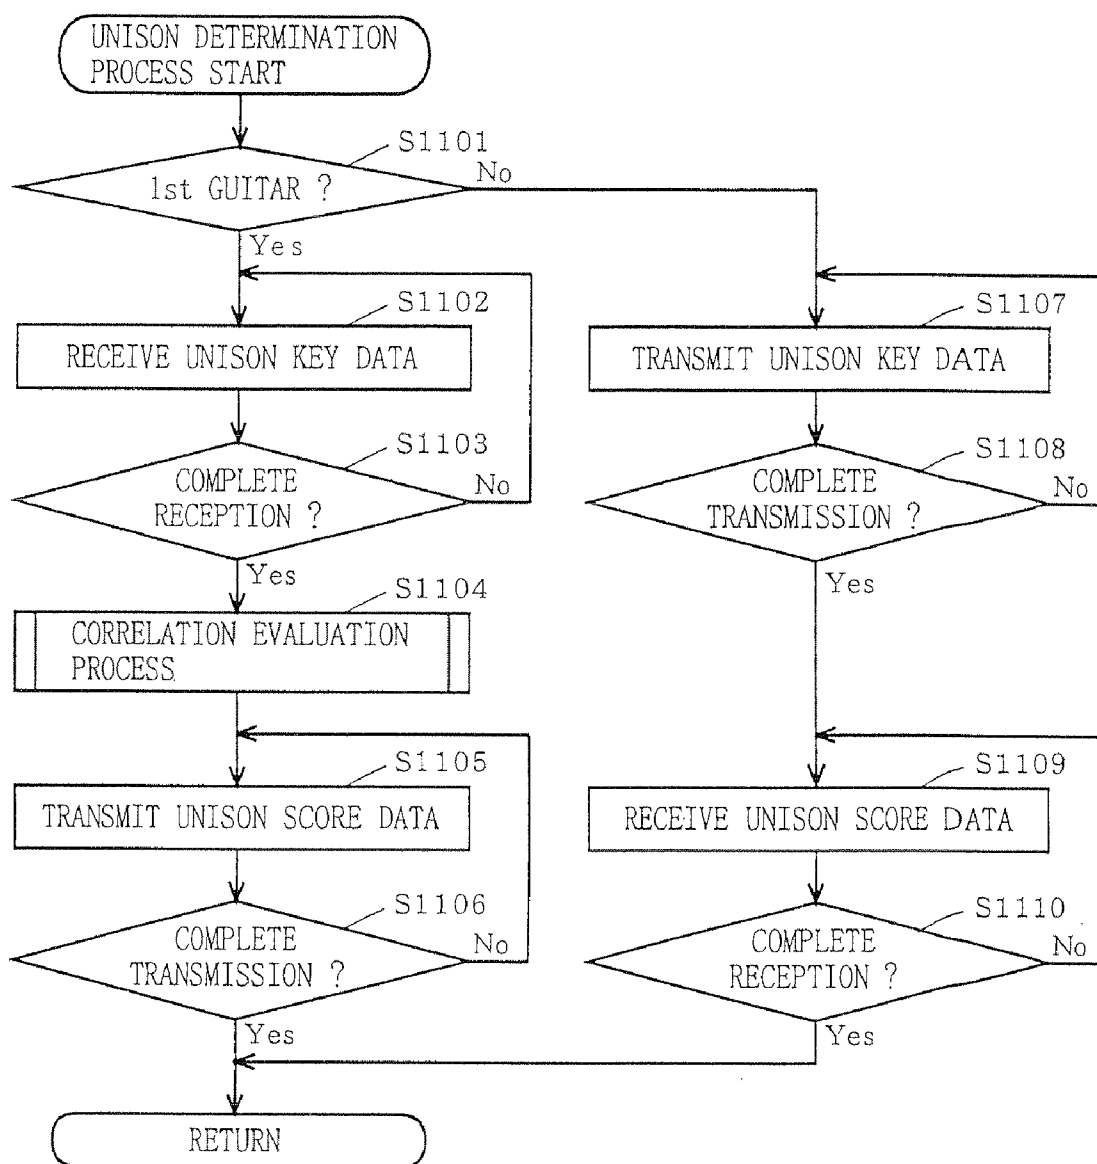 UNISON DETERMINATION
PROCESS START
S1101
1st GUITAR ?
No
Yes
S1102
RECEIVE UNISON KEY DATA
S1103
COMPLETE
RECEPTION ?
No
Yes
S1104
CORRELATION EVALUATION
PROCESS
S1105
TRANSMIT UNISON SCORE DATA
S1106
COMPLETE
TRANSMISSION ?
No
Yes
S1107
TRANSMIT UNISON KEY DATA
S1108
COMPLETE
TRANSMISSION ?
No
Yes
S1109
RECEIVE UNISON SCORE DATA
S1110
COMPLETE
RECEPTION ?
No
Yes
RETURN